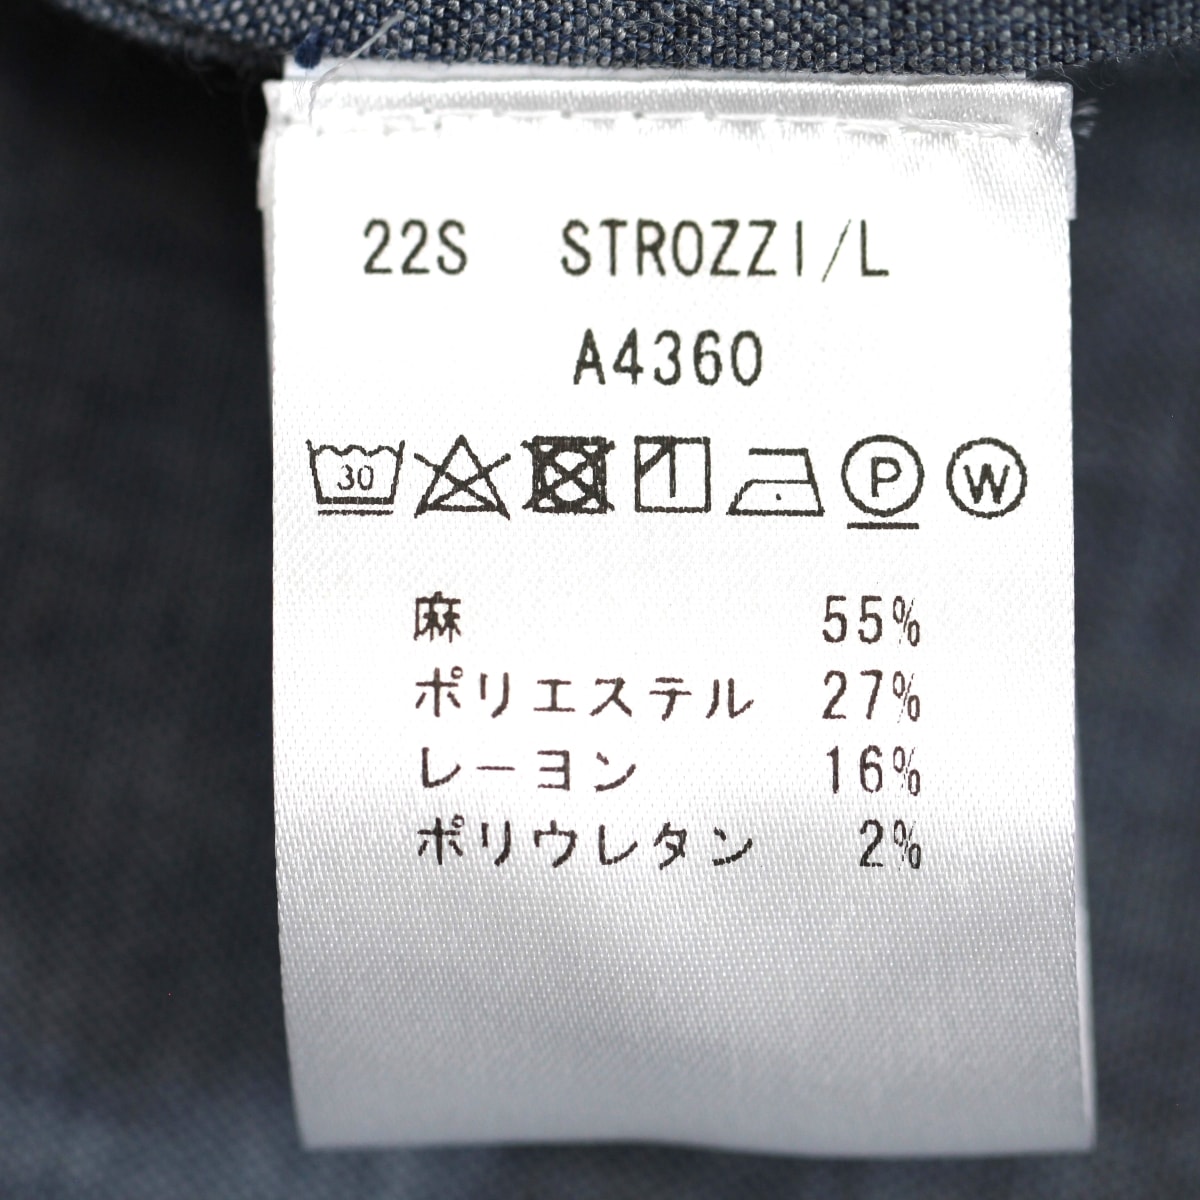 22S STROZZI/L
A4360
30 P W
麻 55%
ポリエステル 27%
レーヨン 16%
ポリウレタン 2%